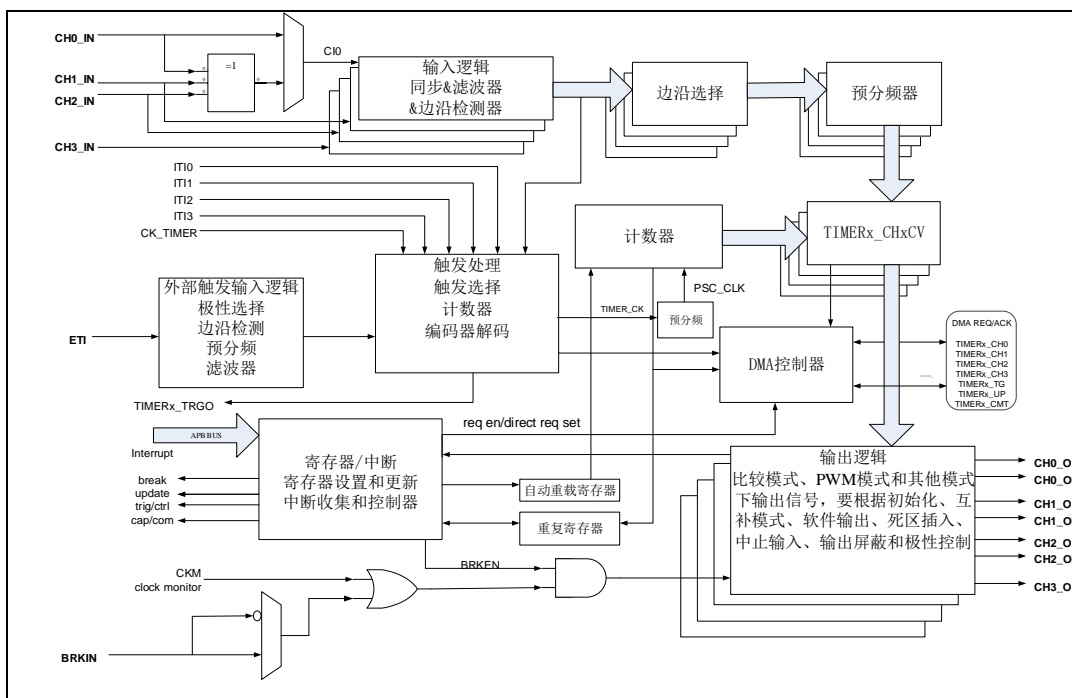 CH0_IN
CH1_IN
CH2_IN
CH3_IN
=1
CI0
输入逻辑
同步&滤波器
&边沿检测器
边沿选择
预分频器
ITI0
ITI1
ITI2
ITI3
CK_TIMER
触发处理
触发选择
计数器
编码器解码
计数器
TIMERx_CHxCV
PSC_CLK
TIMER_CK
预分频
外部触发输入逻辑
极性选择
边沿检测
预分频
滤波器
ETI
DMA控制器
DMA REQ/ACK
TIMERx_CH0
TIMERx_CH1
TIMERx_CH2
TIMERx_CH3
TIMERx_TG
TIMERx_UP
TIMERx_CMT
TIMERx_TRGO
APB BUS
Interrupt
break
update
trig/ctrl
cap/com
寄存器/中断
寄存器设置和更新
中断收集和控制器
req en/direct req set
自动重载寄存器
重复寄存器
输出逻辑
比较模式、PWM模式和其他模式
下输出信号，要根据初始化、互
补模式、软件输出、死区插入、
中止输入、输出屏蔽和极性控制
CH0_O
CH0_O
CH1_O
CH1_O
CH2_O
CH2_O
CH3_O
BRKEN
CKM
clock monitor
BRKIN